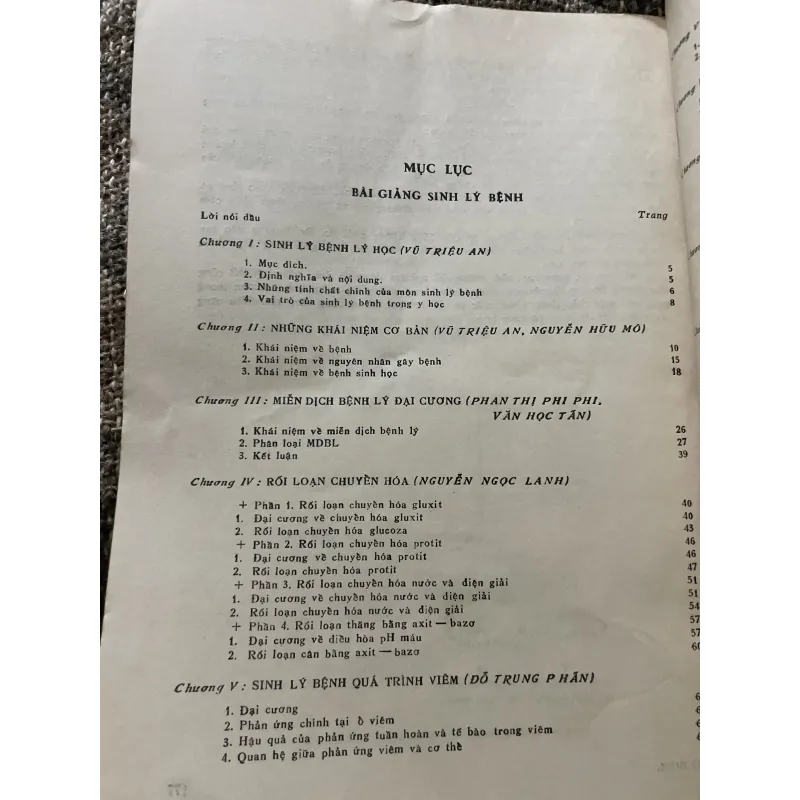 MỤC LỤC
BÀI GIẢNG SINH LÝ BỆNH
Lời nói đầu Trang
Chương I: SINH LÝ BỆNH LÝ HỌC (VŨ TRIỆU AN)
1. Mục đích. 5
2. Định nghĩa và nội dung. 5
3. Những tính chất chính của môn sinh lý bệnh 6
4. Vai trò của sinh lý bệnh trong y học 8
Chương II: NHỮNG KHÁI NIỆM CƠ BẢN (VŨ TRIỆU AN, NGUYỄN HỮU MÔ)
1. Khái niệm về bệnh 10
2. Khái niệm về nguyên nhân gây bệnh 15
3. Khái niệm về bệnh sinh học 18
Chương III: MIỄN DỊCH BỆNH LÝ ĐẠI CƯƠNG (PHAN THỊ PHI PHI,
VĂN HỌC TẤN)
1. Khái niệm về miễn dịch bệnh lý 26
2. Phân loại MDBL 27
3. Kết luận 39
Chương IV: RỐI LOẠN CHUYỂN HÓA (NGUYỄN NGỌC LANH)
+ Phần 1. Rối loạn chuyển hóa gluxit 40
1. Đại cương về chuyển hóa gluxit 40
2. Rối loạn chuyển hóa glucoza 43
+ Phần 2. Rối loạn chuyển hóa protit 46
1. Đại cương về chuyển hóa protit 46
2. Rối loạn chuyển hóa protit 47
+ Phần 3. Rối loạn chuyển hóa nước và điện giải 51
1. Đại cương về chuyển hóa nước và điện giải 51
2. Rối loạn chuyển hóa nước và điện giải 54
+ Phần 4. Rối loạn thăng bằng axit — bazơ 57
1. Đại cương về điều hòa pH máu 57
2. Rối loạn cân bằng axit — bazơ 60
Chương V: SINH LÝ BỆNH QUÁ TRÌNH VIÊM (ĐỖ TRUNG PHẤN)
1. Đại cương 6
2. Phản ứng chính tại ổ viêm 6
3. Hậu quả của phản ứng tuần hoàn và tế bào trong viêm 6
4. Quan hệ giữa phản ứng viêm và cơ thể